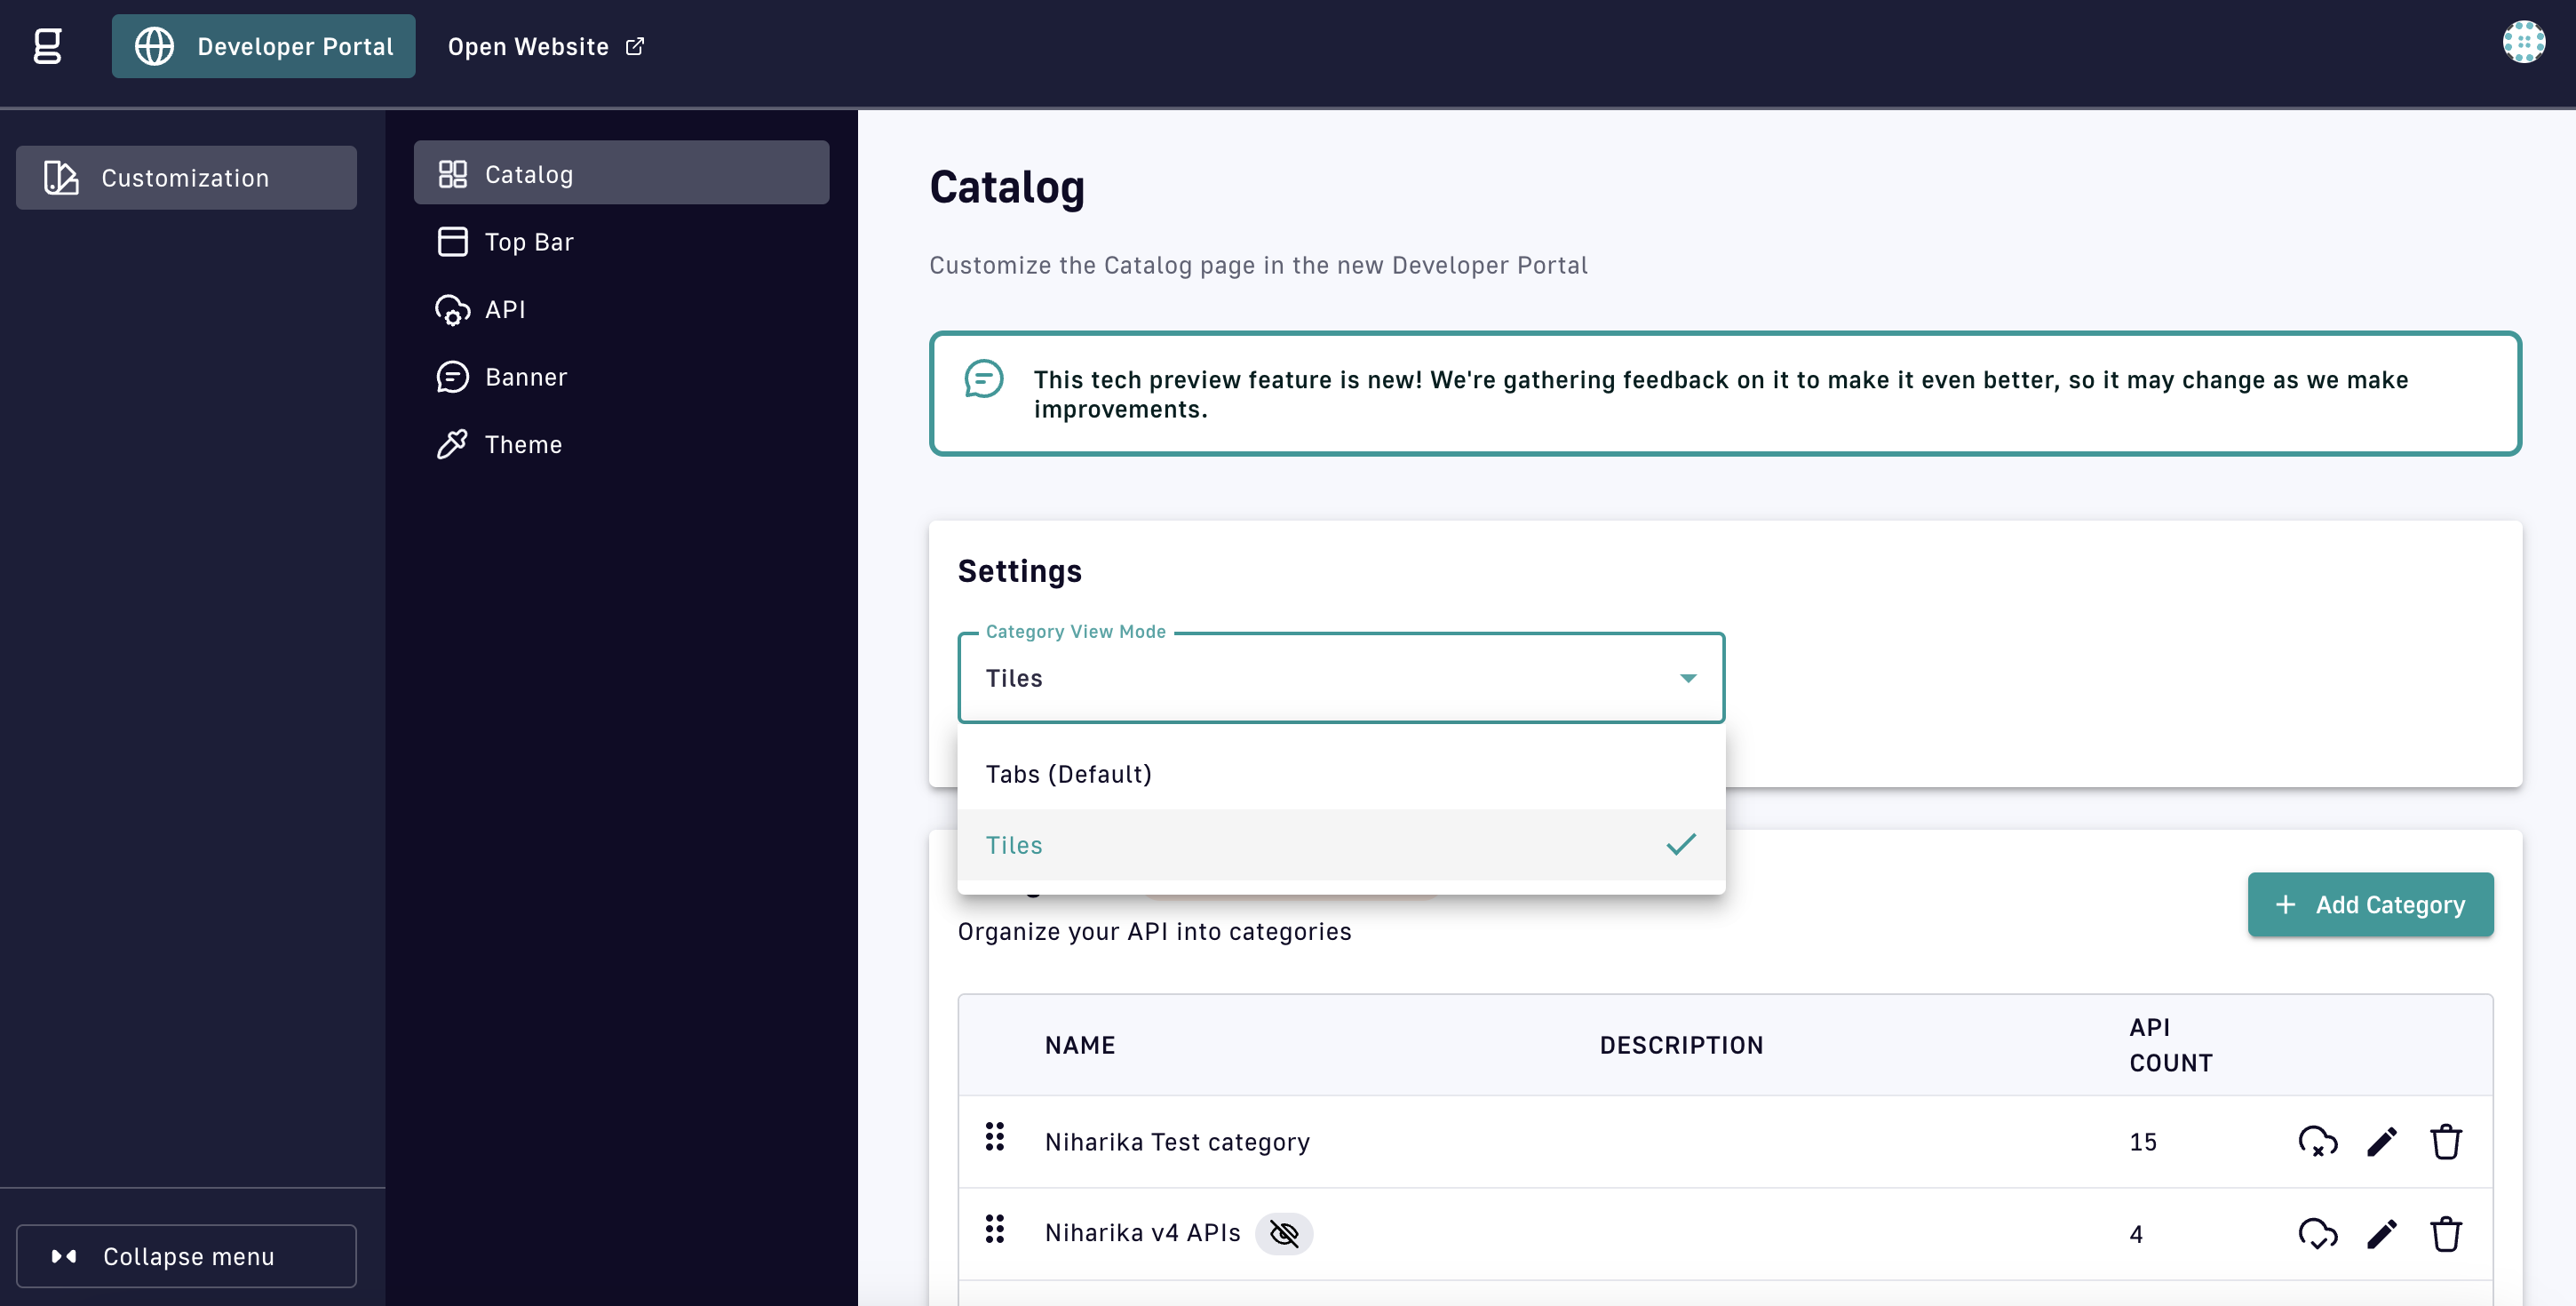 Developer Portal
Open Website
Customization
Catalog
Top Bar
API
Banner
Theme
Collapse menu
Catalog
Customize the Catalog page in the new Developer Portal
This tech preview feature is new! We're gathering feedback on it to make it even better, so it may change as we make
improvements.
Settings
Category View Mode
Tiles
Tabs (Default)
Tiles
Organize your API into categories
Add Category
NAME
DESCRIPTION
API
COUNT
Niharika Test category
15
Niharika v4 APIs
4